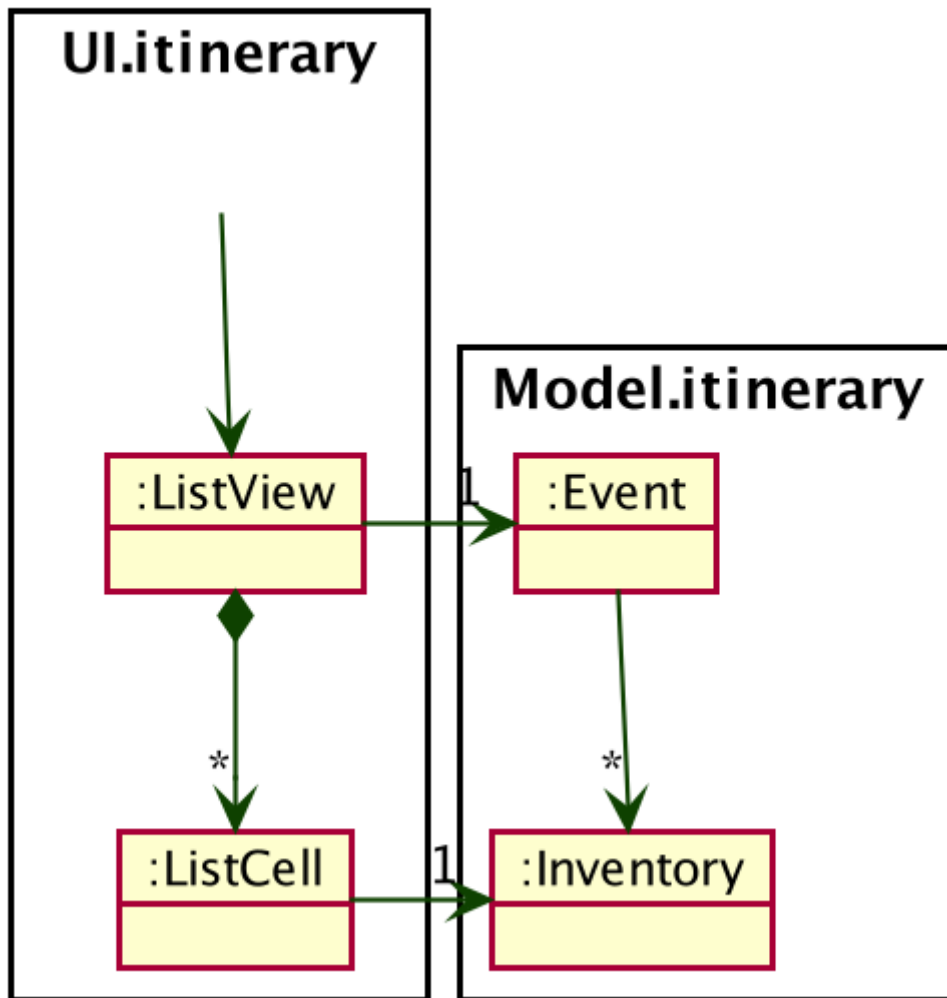 UI.itinerary
Model.itinerary
:ListView
1
:Event
*
*
:ListCell
1
:Inventory